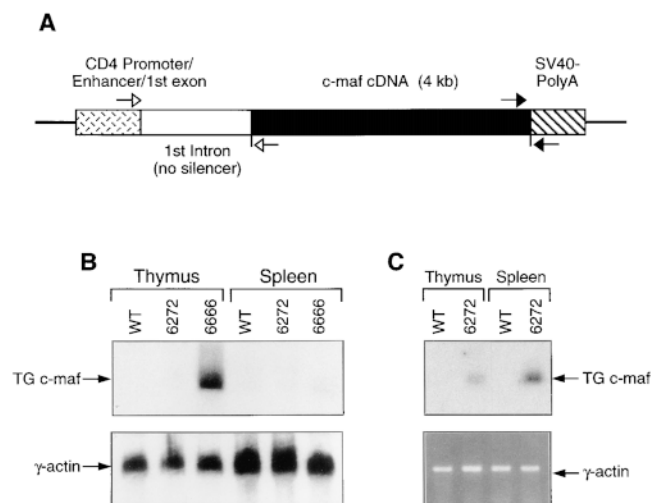 A
CD4 Promoter/
Enhancer/1st exon
c-maf cDNA (4 kb)
SV40-
PolyA
1st Intron
(no silencer)
B
Thymus
Spleen
WT
6272
6666
WT
6272
6666
TG c-maf
γ-actin
C
Thymus
Spleen
WT
6272
WT
6272
TG c-maf
γ-actin